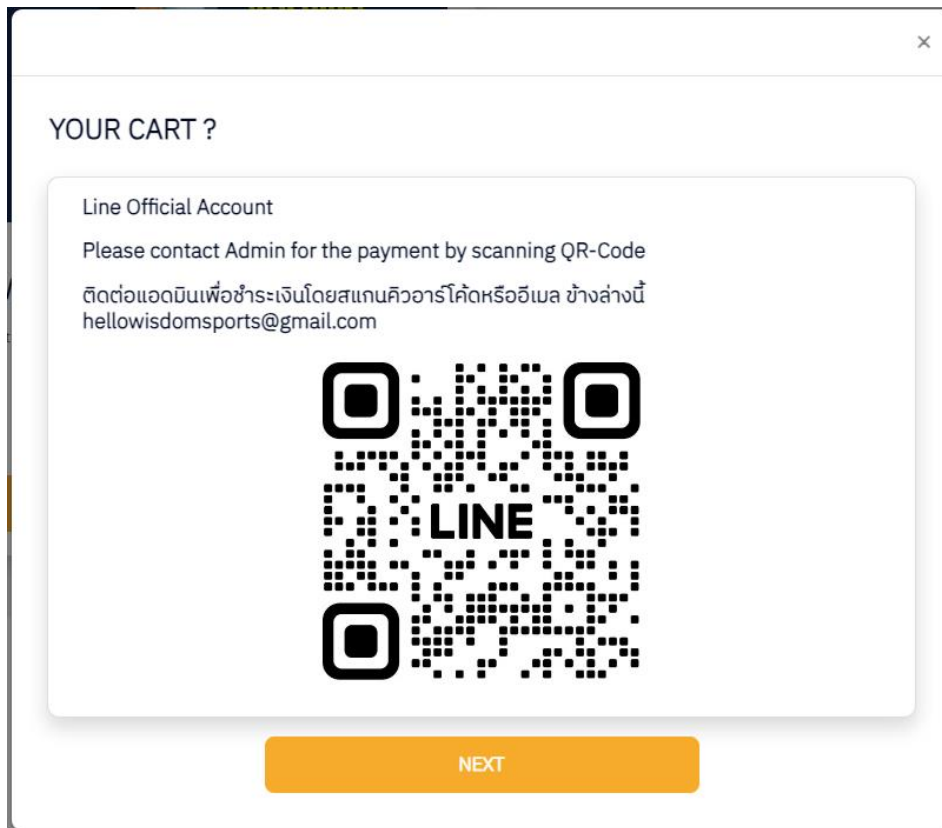 YOUR CART ?
Line Official Account
Please contact Admin for the payment by scanning QR-Code
ติดต่อแอดมินเพื่อชำระเงินโดยสแกนคิวอาร์โค้ดหรืออีเมล ข้างล่างนี้
hellowisdomsports@gmail.com
LINE
NEXT